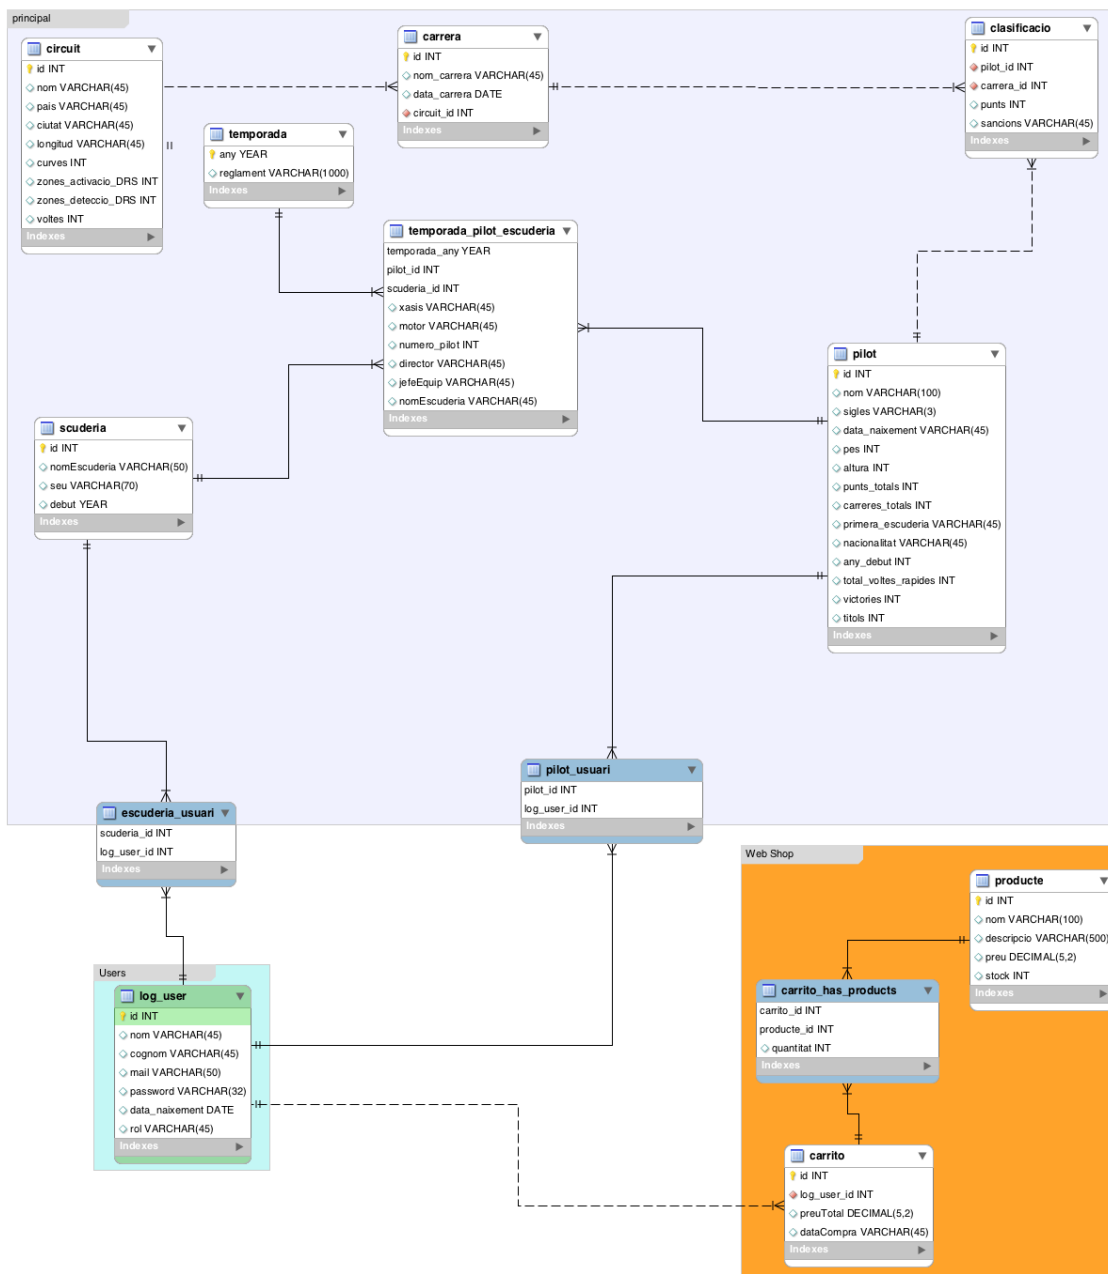 principal
circuit
id INT
nom VARCHAR(45)
pais VARCHAR(45)
ciutat VARCHAR(45)
longitud VARCHAR(45)
curves INT
zones_activacio_DRS INT
zones_deteccio_DRS INT
voltes INT
Indexes
carrera
id INT
nom_carrera VARCHAR(45)
data_carrera DATE
circuit_id INT
Indexes
clasificacio
id INT
pilot_id INT
carrera_id INT
punts INT
sancions VARCHAR(45)
Indexes
temporada
any YEAR
reglament VARCHAR(1000)
Indexes
temporada_pilot_escuderia
temporada_any YEAR
pilot_id INT
scuderia_id INT
xasis VARCHAR(45)
motor VARCHAR(45)
numero_pilot INT
director VARCHAR(45)
jefeEquip VARCHAR(45)
nomEscuderia VARCHAR(45)
Indexes
pilot
id INT
nom VARCHAR(100)
sigles VARCHAR(3)
data_naixement VARCHAR(45)
pes INT
altura INT
punts_totals INT
carreres_totals INT
primera_escuderia VARCHAR(45)
nacionalitat VARCHAR(45)
any_debut INT
total_voltes_rapides INT
victories INT
titols INT
Indexes
scuderia
id INT
nomEscuderia VARCHAR(50)
seu VARCHAR(70)
debut YEAR
Indexes
pilot_usuari
pilot_id INT
log_user_id INT
Indexes
escuderia_usuari
scuderia_id INT
log_user_id INT
Indexes
Web Shop
producte
id INT
nom VARCHAR(100)
descripcio VARCHAR(500)
preu DECIMAL(5,2)
stock INT
Indexes
Users
log_user
id INT
nom VARCHAR(45)
cognom VARCHAR(45)
mail VARCHAR(50)
password VARCHAR(32)
data_naixement DATE
rol VARCHAR(45)
Indexes
carrito_has_products
carrito_id INT
producte_id INT
quantitat INT
Indexes
carrito
id INT
log_user_id INT
preuTotal DECIMAL(5,2)
dataCompra VARCHAR(45)
Indexes